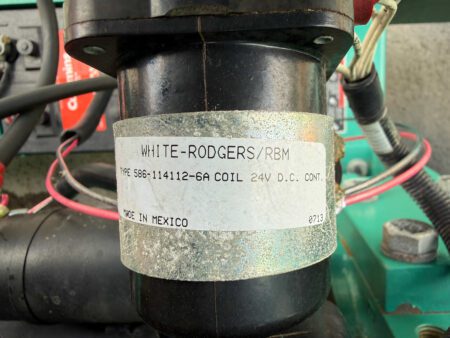 WHITE-RODGERS/RBM
TYPE 586-114112-6A COIL 24V D.C. CONT.
MADE IN MEXICO
0713